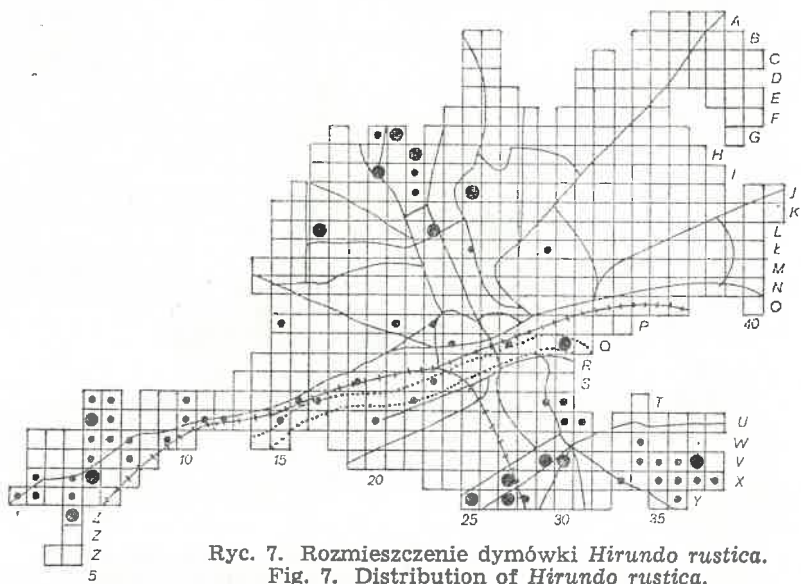 A
B
C
D
E
F
G
H
I
J
K
L
Ł
M
N
O
40
P
Q
R
S
T
U
10
W
15
20
V
X
25
30
35
Y
1
Z
Z
5
Ryc. 7. Rozmieszczenie dymówki Hirundo rustica.
Fig. 7. Distribution of Hirundo rustica.